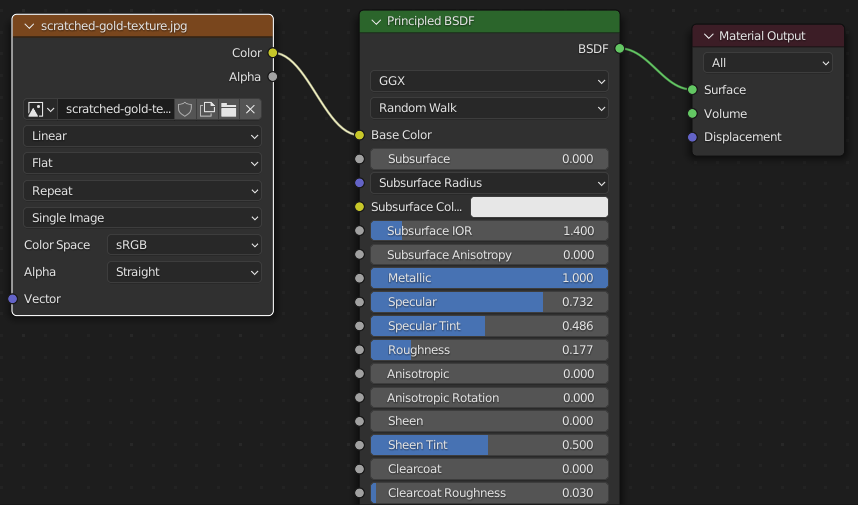 scratched-gold-texture.jpg
Color
Alpha
scratched-gold-te...
Linear
Flat
Repeat
Single Image
Color Space sRGB
Alpha Straight
Vector
Principled BSDF
BSDF
GGX
Random Walk
Base Color
Subsurface 0.000
Subsurface Radius
Subsurface Col...
Subsurface IOR 1.400
Subsurface Anisotropy 0.000
Metallic 1.000
Specular 0.732
Specular Tint 0.486
Roughness 0.177
Anisotropic 0.000
Anisotropic Rotation 0.000
Sheen 0.000
Sheen Tint 0.500
Clearcoat 0.000
Clearcoat Roughness 0.030
Material Output
All
Surface
Volume
Displacement